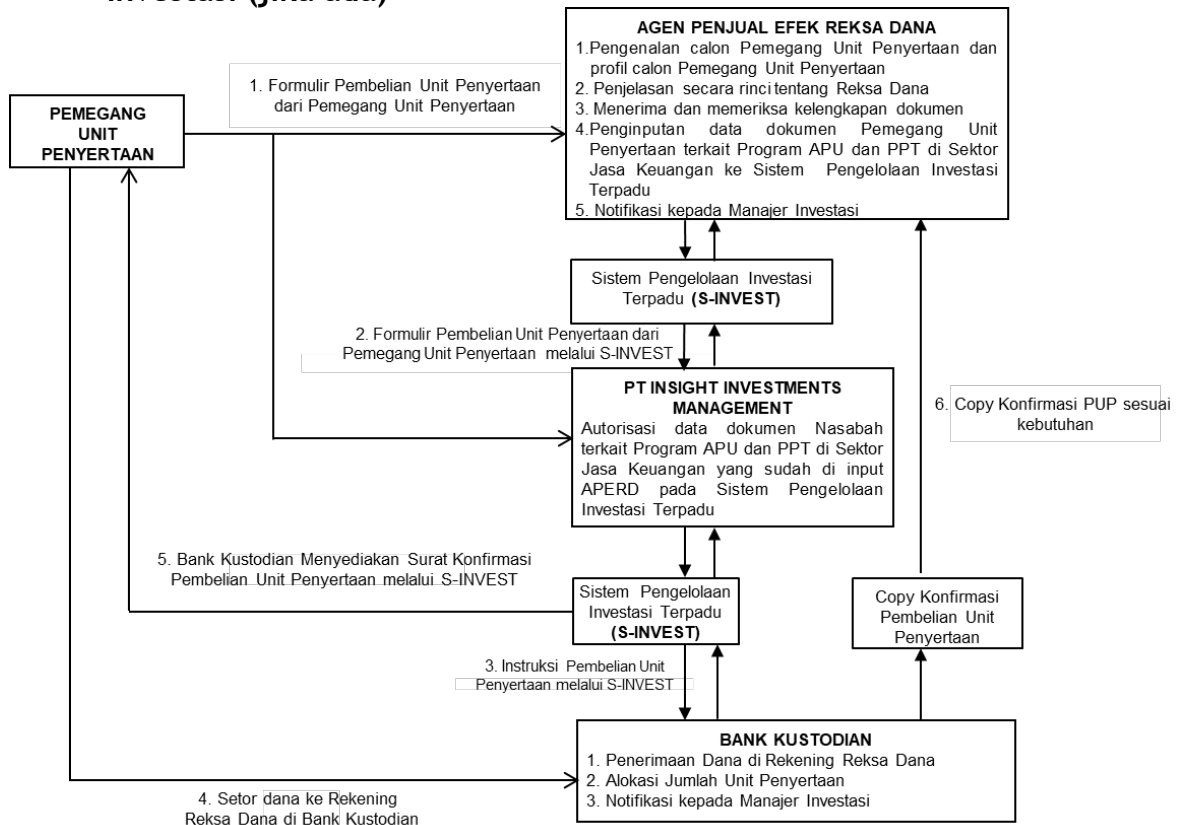 Investasi (jika ada)
AGEN PENJUAL EFEK REKSA DANA
1.Pengenalan calon Pemegang Unit Penyertaan dan
profil calon Pemegang Unit Penyertaan
2. Penjelasan secara rinci tentang Reksa Dana
3. Menerima dan memeriksa kelengkapan dokumen
4.Penginputan data dokumen Pemegang Unit
Penyertaan terkait Program APU dan PPT di Sektor
Jasa Keuangan ke Sistem Pengelolaan Investasi
Terpadu
5. Notifikasi kepada Manajer Investasi
1. Formulir Pembelian Unit Penyertaan
dari Pemegang Unit Penyertaan
PEMEGANG
UNIT
PENYERTAAN
Sistem Pengelolaan Investasi
Terpadu (S-INVEST)
2. Formulir Pembelian Unit Penyertaan dari
Pemegang Unit Penyertaan melalui S-INVEST
PT INSIGHT INVESTMENTS
MANAGEMENT
Autorisasi data dokumen Nasabah
terkait Program APU dan PPT di Sektor
Jasa Keuangan yang sudah di input
APERD pada Sistem Pengelolaan
Investasi Terpadu
6. Copy Konfirmasi PUP sesuai
kebutuhan
5. Bank Kustodian Menyediakan Surat Konfirmasi
Pembelian Unit Penyertaan melalui S-INVEST
Sistem Pengelolaan
Investasi Terpadu
(S-INVEST)
Copy Konfirmasi
Pembelian Unit
Penyertaan
3. Instruksi Pembelian Unit
Penyertaan melalui S-INVEST
BANK KUSTODIAN
1. Penerimaan Dana di Rekening Reksa Dana
2. Alokasi Jumlah Unit Penyertaan
3. Notifikasi kepada Manajer Investasi
4. Setor dana ke Rekening
Reksa Dana di Bank Kustodian